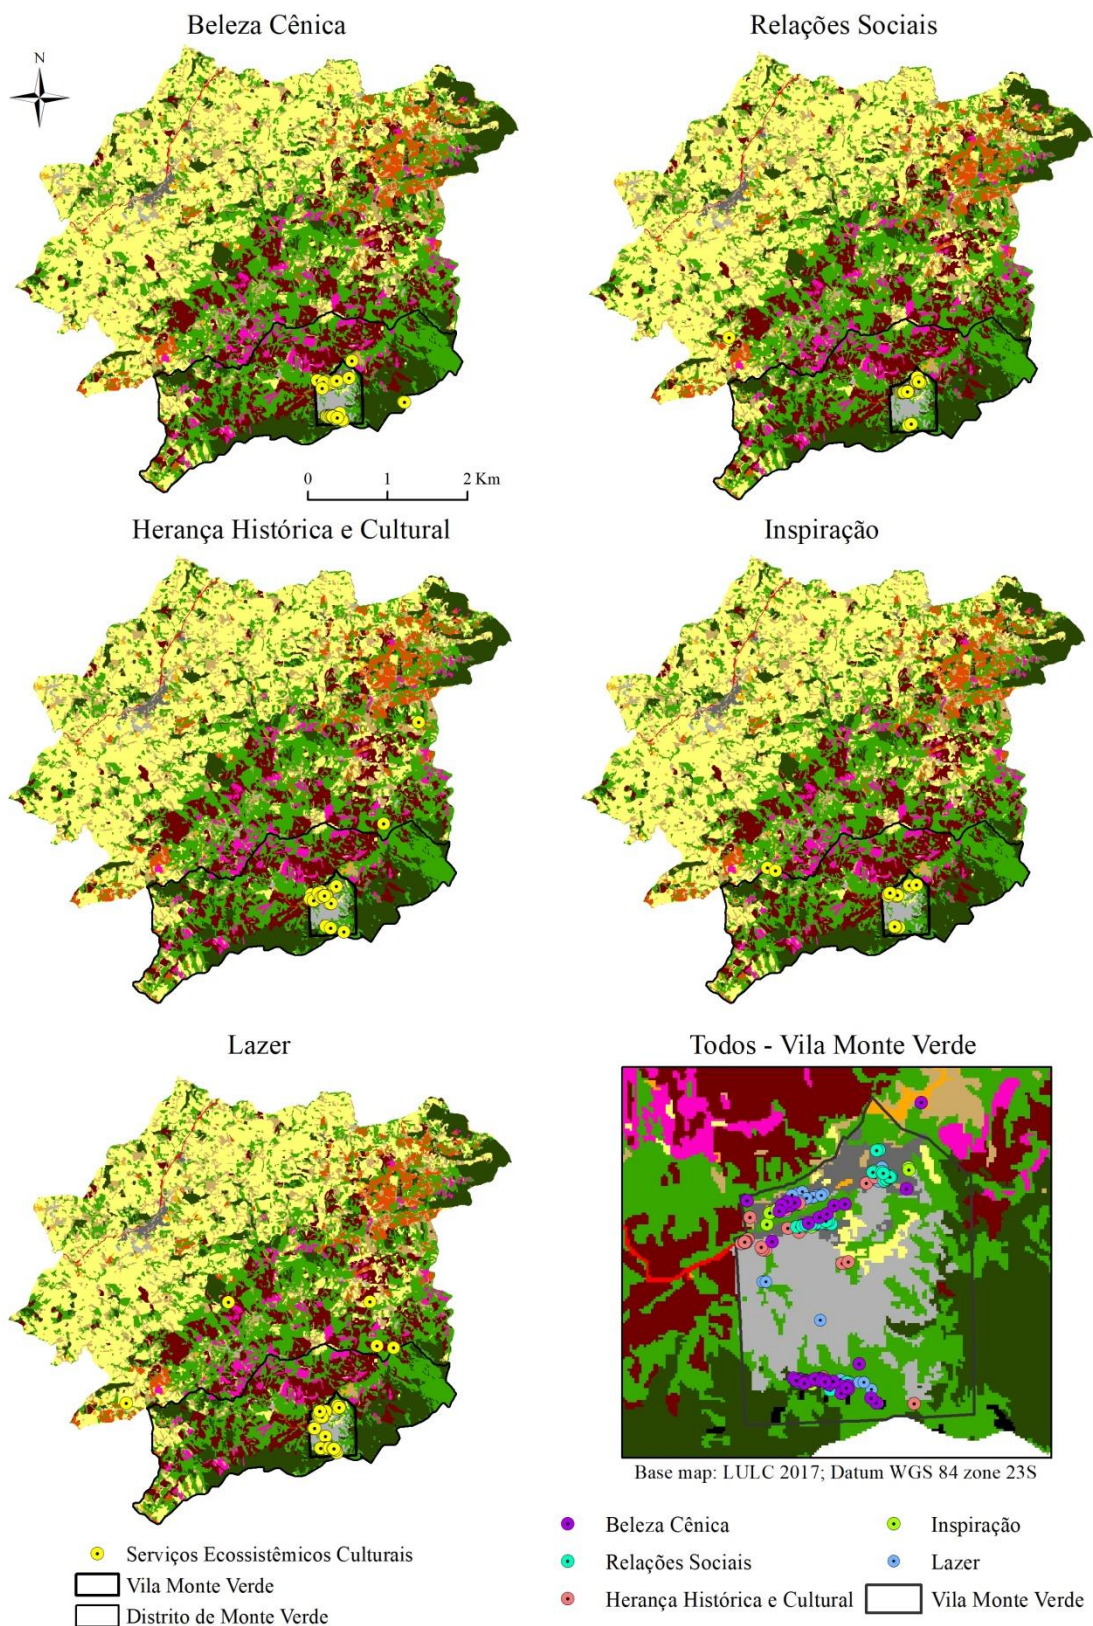 Beleza Cênica
Relações Sociais
N
0 1 2 Km
Herança Histórica e Cultural
Inspiração
Lazer
Todos - Vila Monte Verde
Base map: LULC 2017; Datum WGS 84 zone 23S
Serviços Ecossistêmicos Culturais
Vila Monte Verde
Distrito de Monte Verde
Beleza Cênica
Relações Sociais
Herança Histórica e Cultural
Inspiração
Lazer
Vila Monte Verde